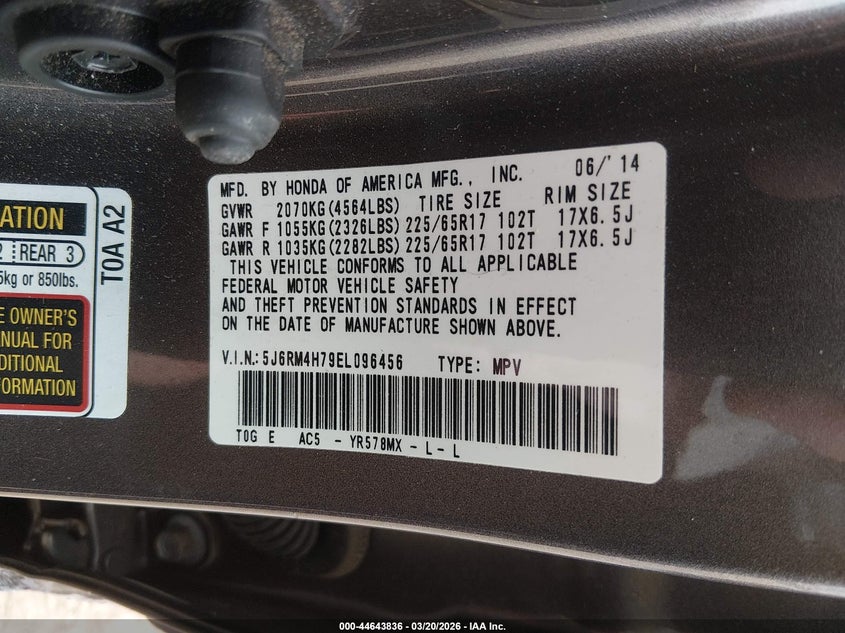 MFD. BY HONDA OF AMERICA MFG., INC. 06/'14
GVWR 2070KG(4564LBS) TIRE SIZE RIM SIZE
GAWR F 1055KG(2326LBS) 225/65R17 102T 17X6.5J
GAWR R 1035KG(2282LBS) 225/65R17 102T 17X6.5J
THIS VEHICLE CONFORMS TO ALL APPLICABLE
FEDERAL MOTOR VEHICLE SAFETY
AND THEFT PREVENTION STANDARDS IN EFFECT
ON THE DATE OF MANUFACTURE SHOWN ABOVE.
V.I.N.: 5J6RM4H79EL096456 TYPE: MPV
T0G E AC5 - YR578MX - L - L
ATION
2 REAR 3
5kg or 850lbs.
E OWNER'S
ANUAL FOR
DITIONAL
FORMATION
T0A A2
000-44643836 - 03/20/2026 - IAA Inc.